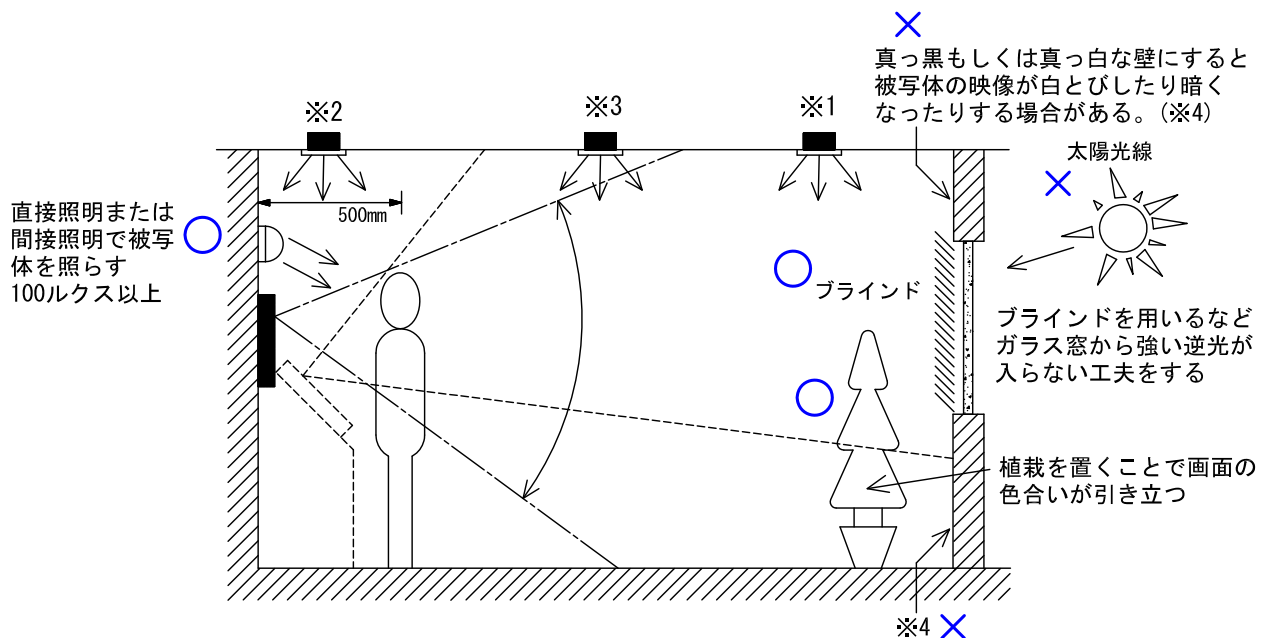 真っ黒もしくは真っ白な壁にすると
被写体の映像が白とびしたり暗く
なったりする場合がある。(※4)
※2
※3
※1
太陽光線
500mm
直接照明または
間接照明で被写
体を照らす
100ルクス以上
ブラインド
ブラインドを用いるなど
ガラス窓から強い逆光が
入らない工夫をする
植栽を置くことで画面の
色合いが引き立つ
※4